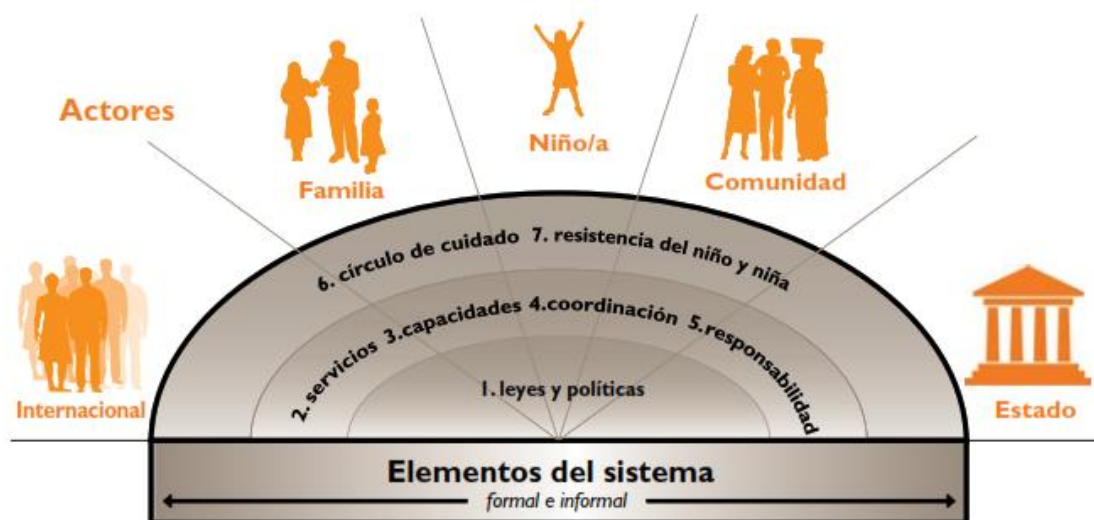 Actores
Familia
Niño/a
Comunidad
Internacional
Estado
6. círculo de cuidado
7. resistencia del niño y niña
2. servicios
3.capacidades
4.coordinación
5.responsabilidad
1. leyes y políticas
Elementos del sistema
formal e informal